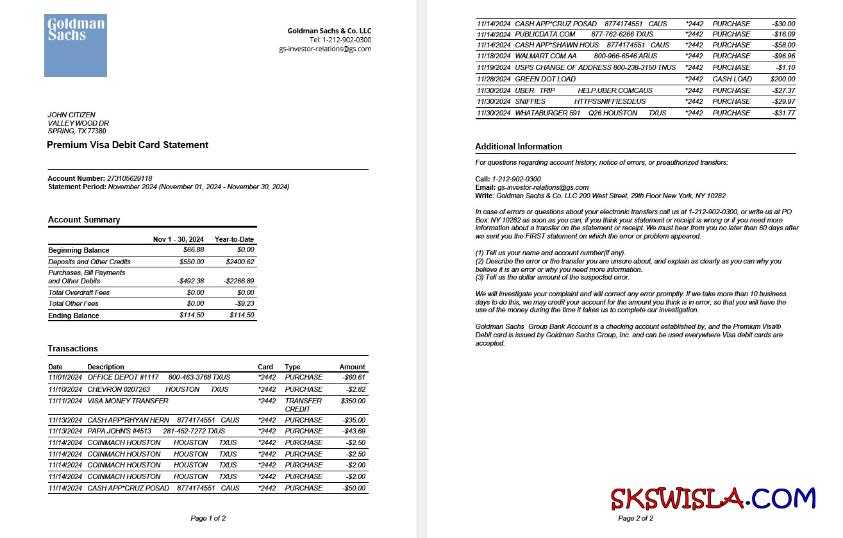 Goldman
Sachs
Goldman Sachs & Co. LLC
Tel: 1-212-902-0300
gs-investor-relations@gs.com
JOHN CITIZEN
VALLEY WOOD DR
SPRING, TX 77380
Premium Visa Debit Card Statement
Account Number: 273105629118
Statement Period: November 2024 (November 01, 2024 - November 30, 2024)
Account Summary
Nov 1 - 30, 2024 Year-to-Date
Beginning Balance $66.88 $0.00
Deposits and Other Credits $550.00 $2400.62
Purchases, Bill Payments
and Other Debits -$492.38 -$2266.89
Total Overdraft Fees $0.00 $0.00
Total Other Fees $0.00 -$9.23
Ending Balance $114.50 $114.50
Transactions
Date Description Card Type Amount
11/01/2024 OFFICE DEPOT #1117 800-463-3768 TXUS *2442 PURCHASE -$60.61
11/10/2024 CHEVRON 0207263 HOUSTON TXUS *2442 PURCHASE -$2.82
11/11/2024 VISA MONEY TRANSFER *2442 TRANSFER $350.00
CREDIT
11/13/2024 CASH APP*RHYAN HERN 8774174551 CAUS *2442 PURCHASE -$35.00
11/13/2024 PAPA JOHN'S #4513 281-452-7272 TXUS *2442 PURCHASE -$43.69
11/14/2024 COINMACH HOUSTON HOUSTON TXUS *2442 PURCHASE -$2.50
11/14/2024 COINMACH HOUSTON HOUSTON TXUS *2442 PURCHASE -$2.50
11/14/2024 COINMACH HOUSTON HOUSTON TXUS *2442 PURCHASE -$2.00
11/14/2024 COINMACH HOUSTON HOUSTON TXUS *2442 PURCHASE -$2.00
11/14/2024 CASH APP*CRUZ POSAD 8774174551 CAUS *2442 PURCHASE -$50.00
Page 1 of 2
11/14/2024 CASH APP*CRUZ POSAD 8774174551 CAUS *2442 PURCHASE -$30.00
11/14/2024 PUBLICDATA.COM 877-762-6266 TXUS *2442 PURCHASE -$16.09
11/14/2024 CASH APP*SHAWN HOUS 8774174551 CAUS *2442 PURCHASE -$58.00
11/18/2024 WALMART.COM AA 800-966-6546 ARUS *2442 PURCHASE -$96.96
11/19/2024 USPS CHANGE OF ADDRESS 800-238-3150 TNUS *2442 PURCHASE -$1.10
11/28/2024 GREEN DOT LOAD *2442 CASH LOAD $200.00
11/30/2024 UBER TRIP HELP.UBER.COMCAUS *2442 PURCHASE -$27.37
11/30/2024 SNIFFIES HTTPSSNIFFIESDEUS *2442 PURCHASE -$29.97
11/30/2024 WHATABURGER 591 Q26 HOUSTON TXUS *2442 PURCHASE -$31.77
Additional Information
For questions regarding account history, notice of errors, or preauthorized transfers:
Call: 1-212-902-0300
Email: gs-investor-relations@gs.com
Write: Goldman Sachs & Co. LLC 200 West Street, 29th Floor New York, NY 10282
In case of errors or questions about your electronic transfers call us at 1-212-902-0300, or write us at PO
Box: NY 10282 as soon as you can, if you think your statement or receipt is wrong or if you need more
information about a transfer on the statement or receipt. We must hear from you no later than 60 days after
we sent you the FIRST statement on which the error or problem appeared.
(1) Tell us your name and account number(if any).
(2) Describe the error or the transfer you are unsure about, and explain as clearly as you can why you
believe it is an error or why you need more information.
(3) Tell us the dollar amount of the suspected error.
We will investigate your complaint and will correct any error promptly. If we take more than 10 business
days to do this, we may credit your account for the amount you think is in error, so that you will have the
use of the money during the time it takes us to complete our investigation.
Goldman Sachs Group Bank Account is a checking account established by, and the Premium Visa®
Debit card is issued by Goldman Sachs Group, Inc. and can be used everywhere Visa debit cards are
accepted.
SKSWISLA.COM
Page 2 of 2